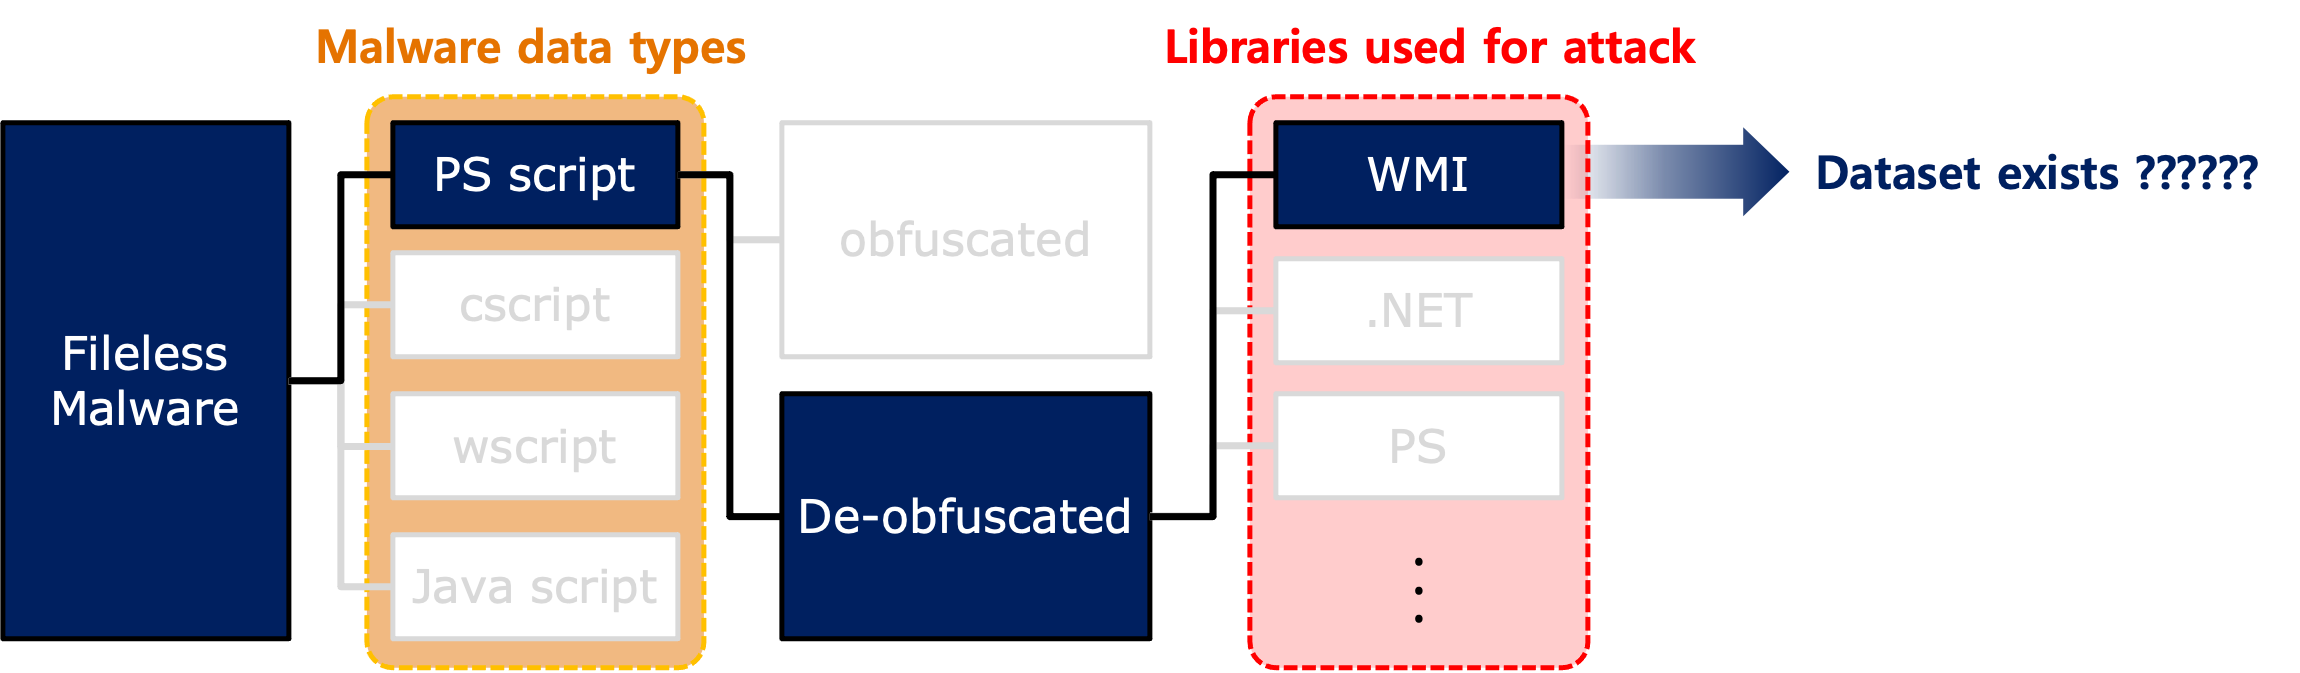 Malware data types
Libraries used for attack
Fileless
Malware
PS script
cscript
wscript
Java script
obfuscated
De-obfuscated
WMI
.NET
PS
Dataset exists ??????